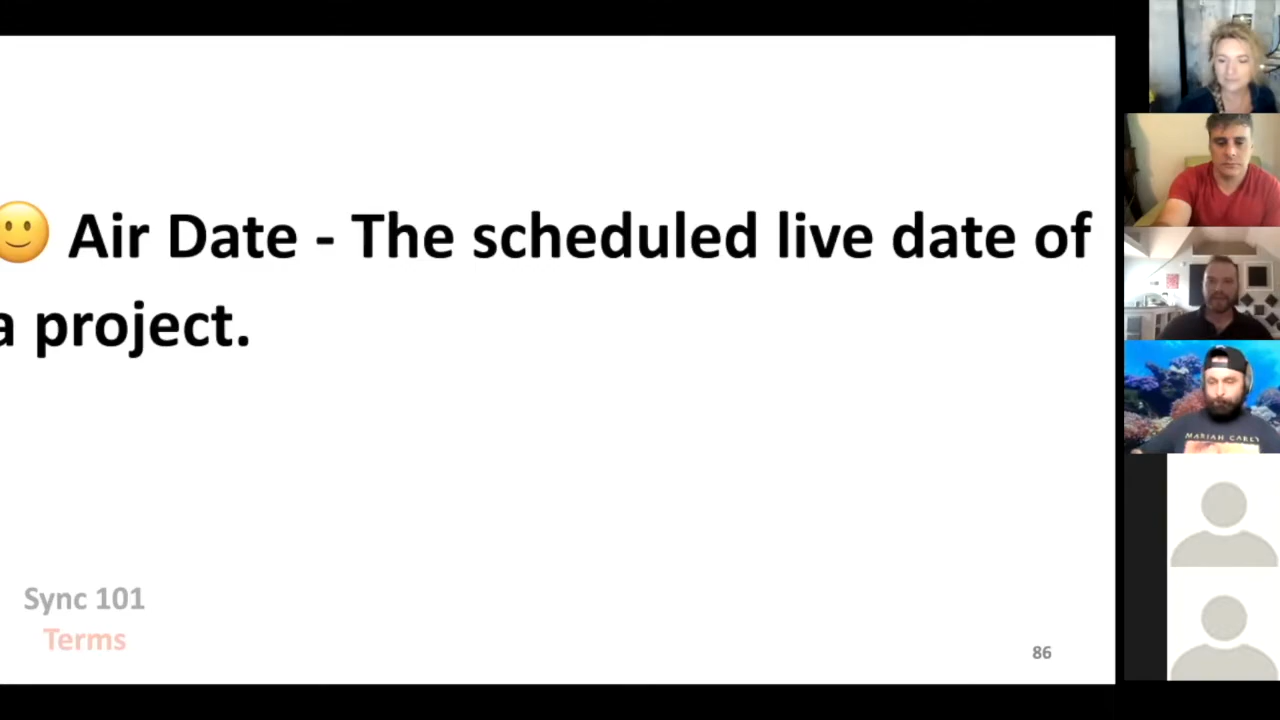 🙂 Air Date - The scheduled live date of
a project.
Sync 101
Terms
86
MARIAH CAREY